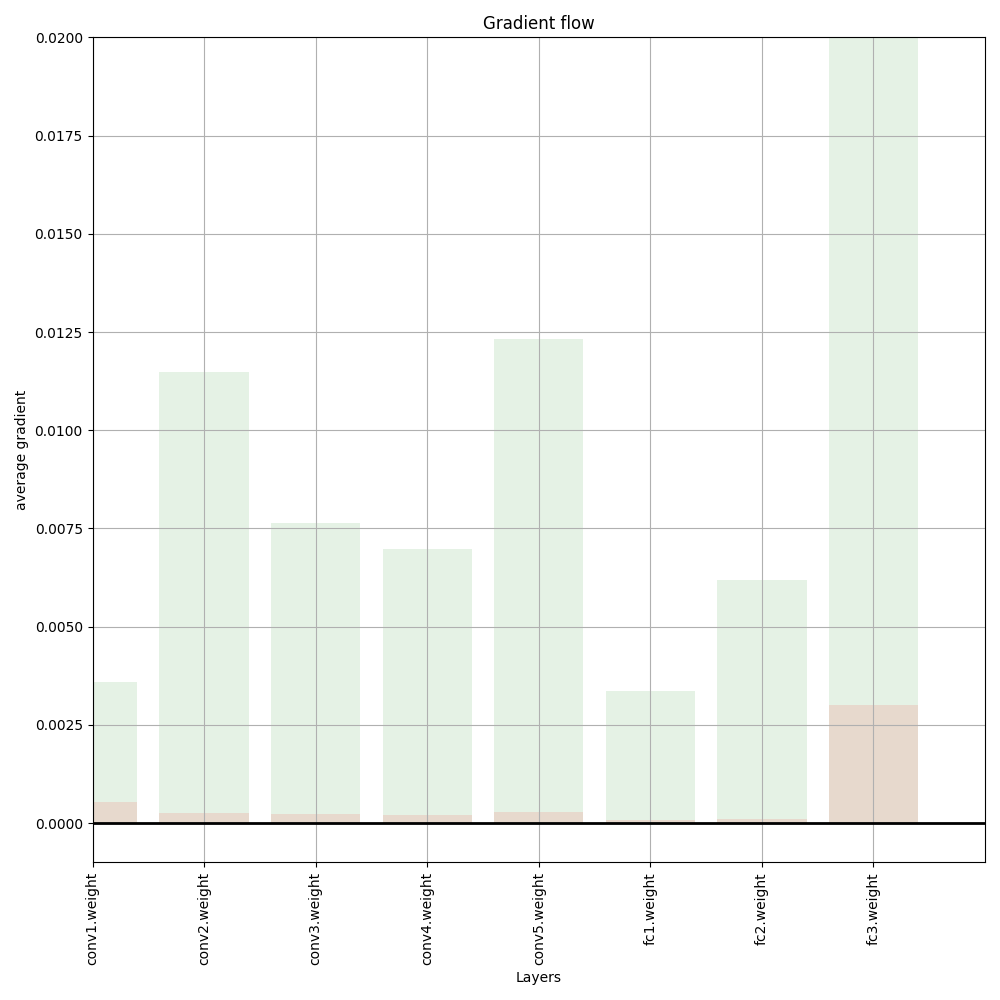 Gradient flow
0.0200
0.0175
0.0150
0.0125
0.0100
0.0075
0.0050
0.0025
0.0000
average gradient
conv1.weight
conv2.weight
conv3.weight
conv4.weight
conv5.weight
fc1.weight
fc2.weight
fc3.weight
Layers